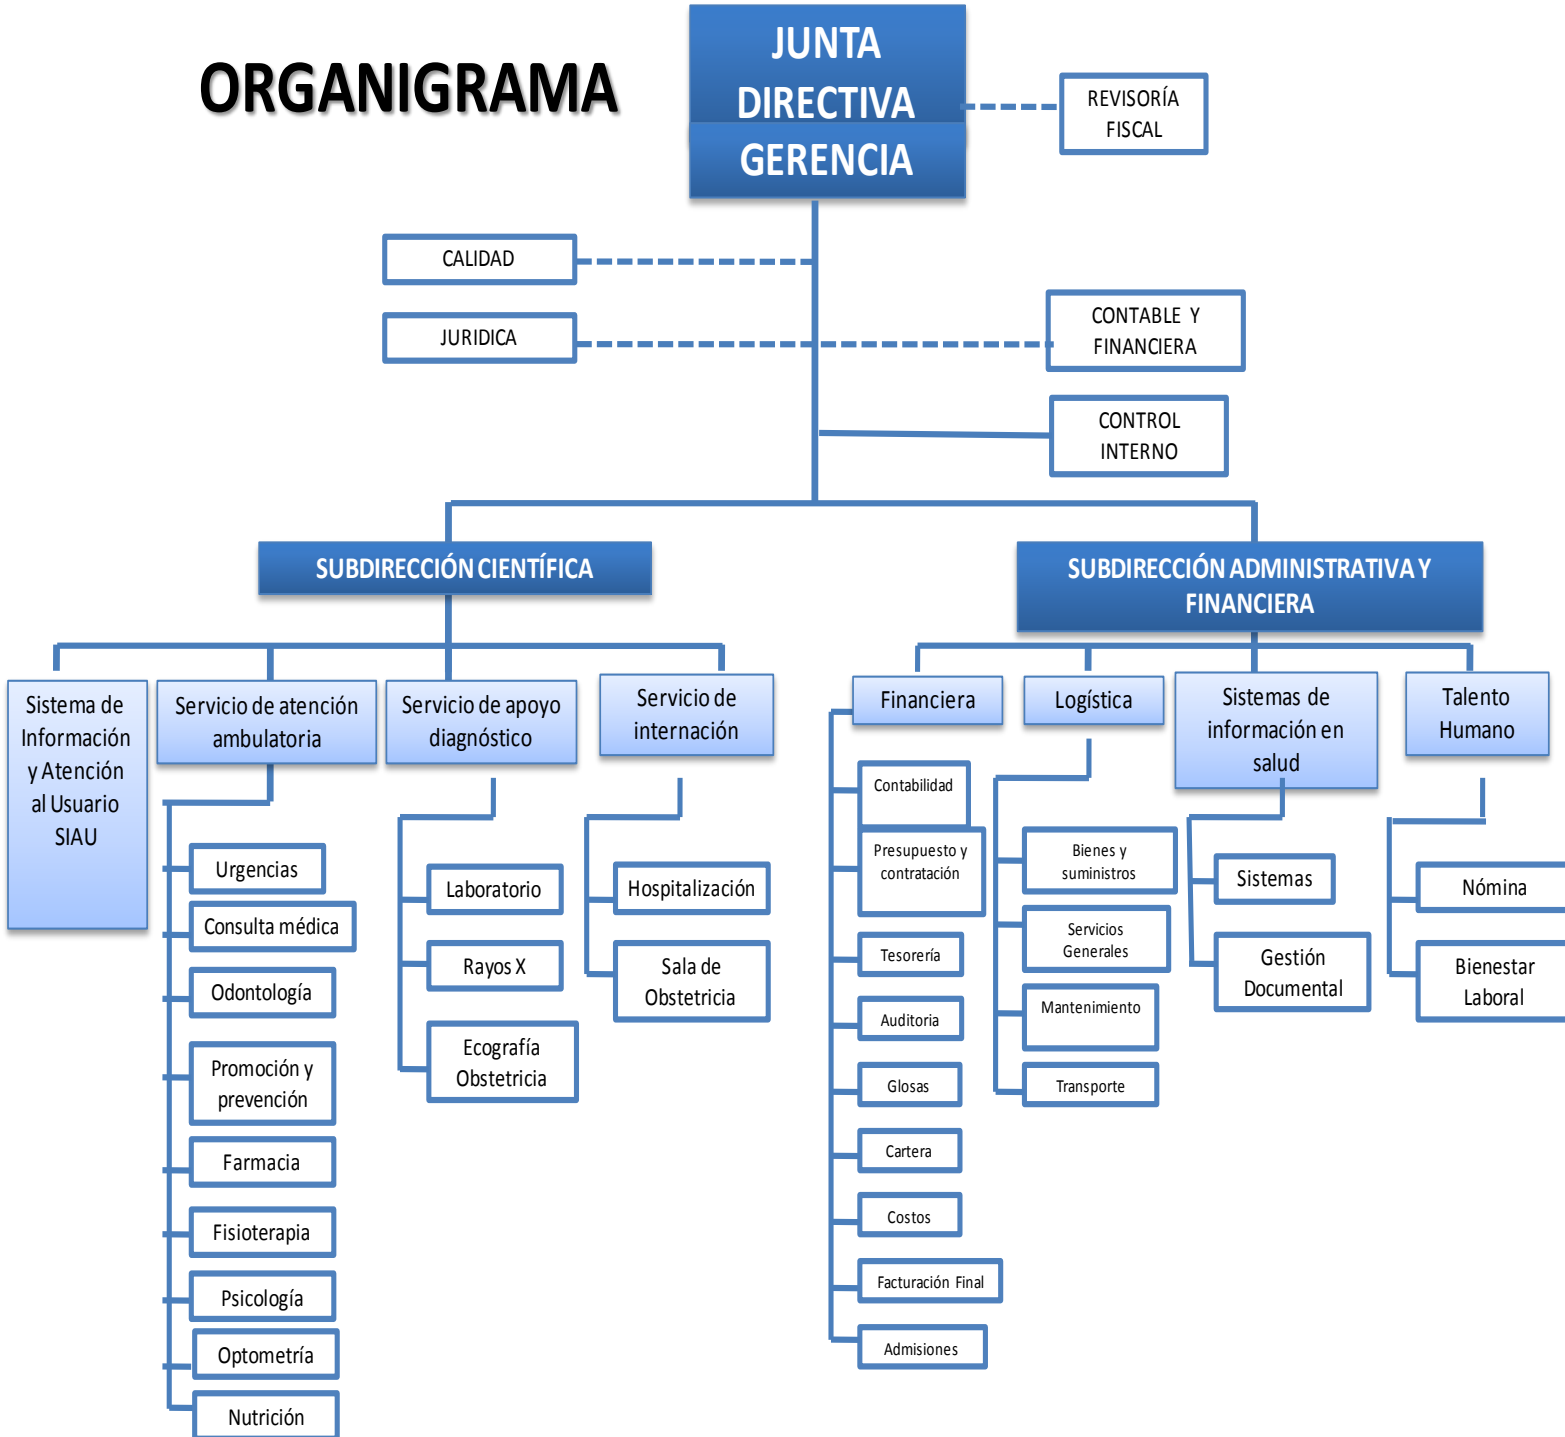 ORGANIGRAMA
JUNTA
DIRECTIVA
GERENCIA
REVISORÍA
FISCAL
CALIDAD
JURIDICA
CONTABLE Y
FINANCIERA
CONTROL
INTERNO
SUBDIRECCIÓN CIENTÍFICA
SUBDIRECCIÓN ADMINISTRATIVA Y
FINANCIERA
Sistema de
Información
y Atención
al Usuario
SIAU
Servicio de atención
ambulatoria
Urgencias
Consulta médica
Odontología
Promoción y
prevención
Farmacia
Fisioterapia
Psicología
Optometría
Nutrición
Servicio de apoyo
diagnóstico
Laboratorio
Rayos X
Ecografía
Obstetricia
Servicio de
internación
Hospitalización
Sala de
Obstetricia
Financiera
Contabilidad
Presupuesto y
contratación
Tesorería
Auditoria
Glosas
Cartera
Costos
Facturación Final
Admisiones
Logística
Bienes y
suministros
Servicios
Generales
Mantenimiento
Transporte
Sistemas de
información en
salud
Sistemas
Gestión
Documental
Talento
Humano
Nómina
Bienestar
Laboral